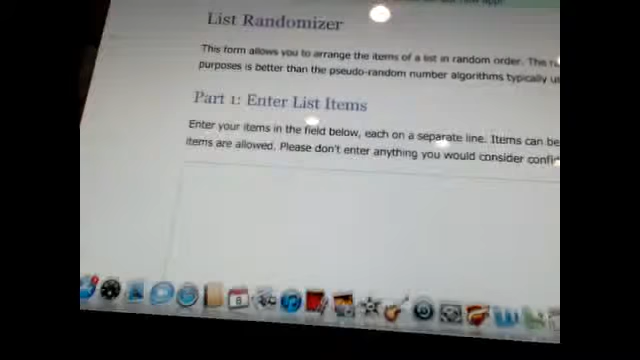 List Randomizer
This form allows you to arrange the items of a list in random order. The
purposes is better than the pseudo-random number algorithms typically
Part 1: Enter List Items
Enter your items in the field below, each on a separate line. Items can be
items are allowed. Please don't enter anything you would consider
8